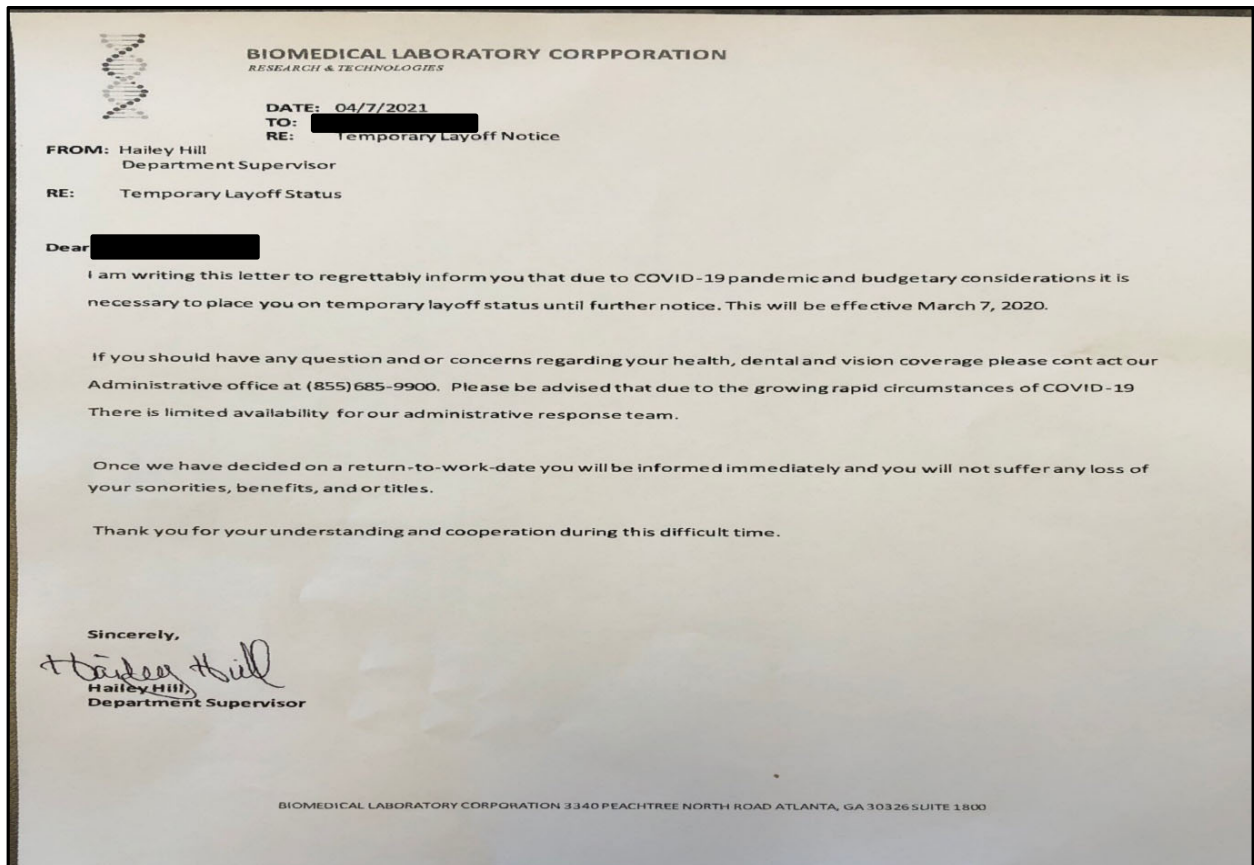 BIOMEDICAL LABORATORY CORPPORATION
RESEARCH & TECHNOLOGIES
DATE: 04/7/2021
TO:
RE: Temporary Layoff Notice
FROM: Hailey Hill
Department Supervisor
RE: Temporary Layoff Status
Dear
I am writing this letter to regrettably inform you that due to COVID-19 pandemic and budgetary considerations it is
necessary to place you on temporary layoff status until further notice. This will be effective March 7, 2020.
If you should have any question and or concerns regarding your health, dental and vision coverage please contact our
Administrative office at (855)685-9900. Please be advised that due to the growing rapid circumstances of COVID-19
There is limited availability for our administrative response team.
Once we have decided on a return-to-work-date you will be informed immediately and you will not suffer any loss of
your sonorities, benefits, and or titles.
Thank you for your understanding and cooperation during this difficult time.
Sincerely,
Hailey Hill
Hailey Hill,
Department Supervisor
BIOMEDICAL LABORATORY CORPORATION 3340 PEACHTREE NORTH ROAD ATLANTA, GA 30326 SUITE 1800